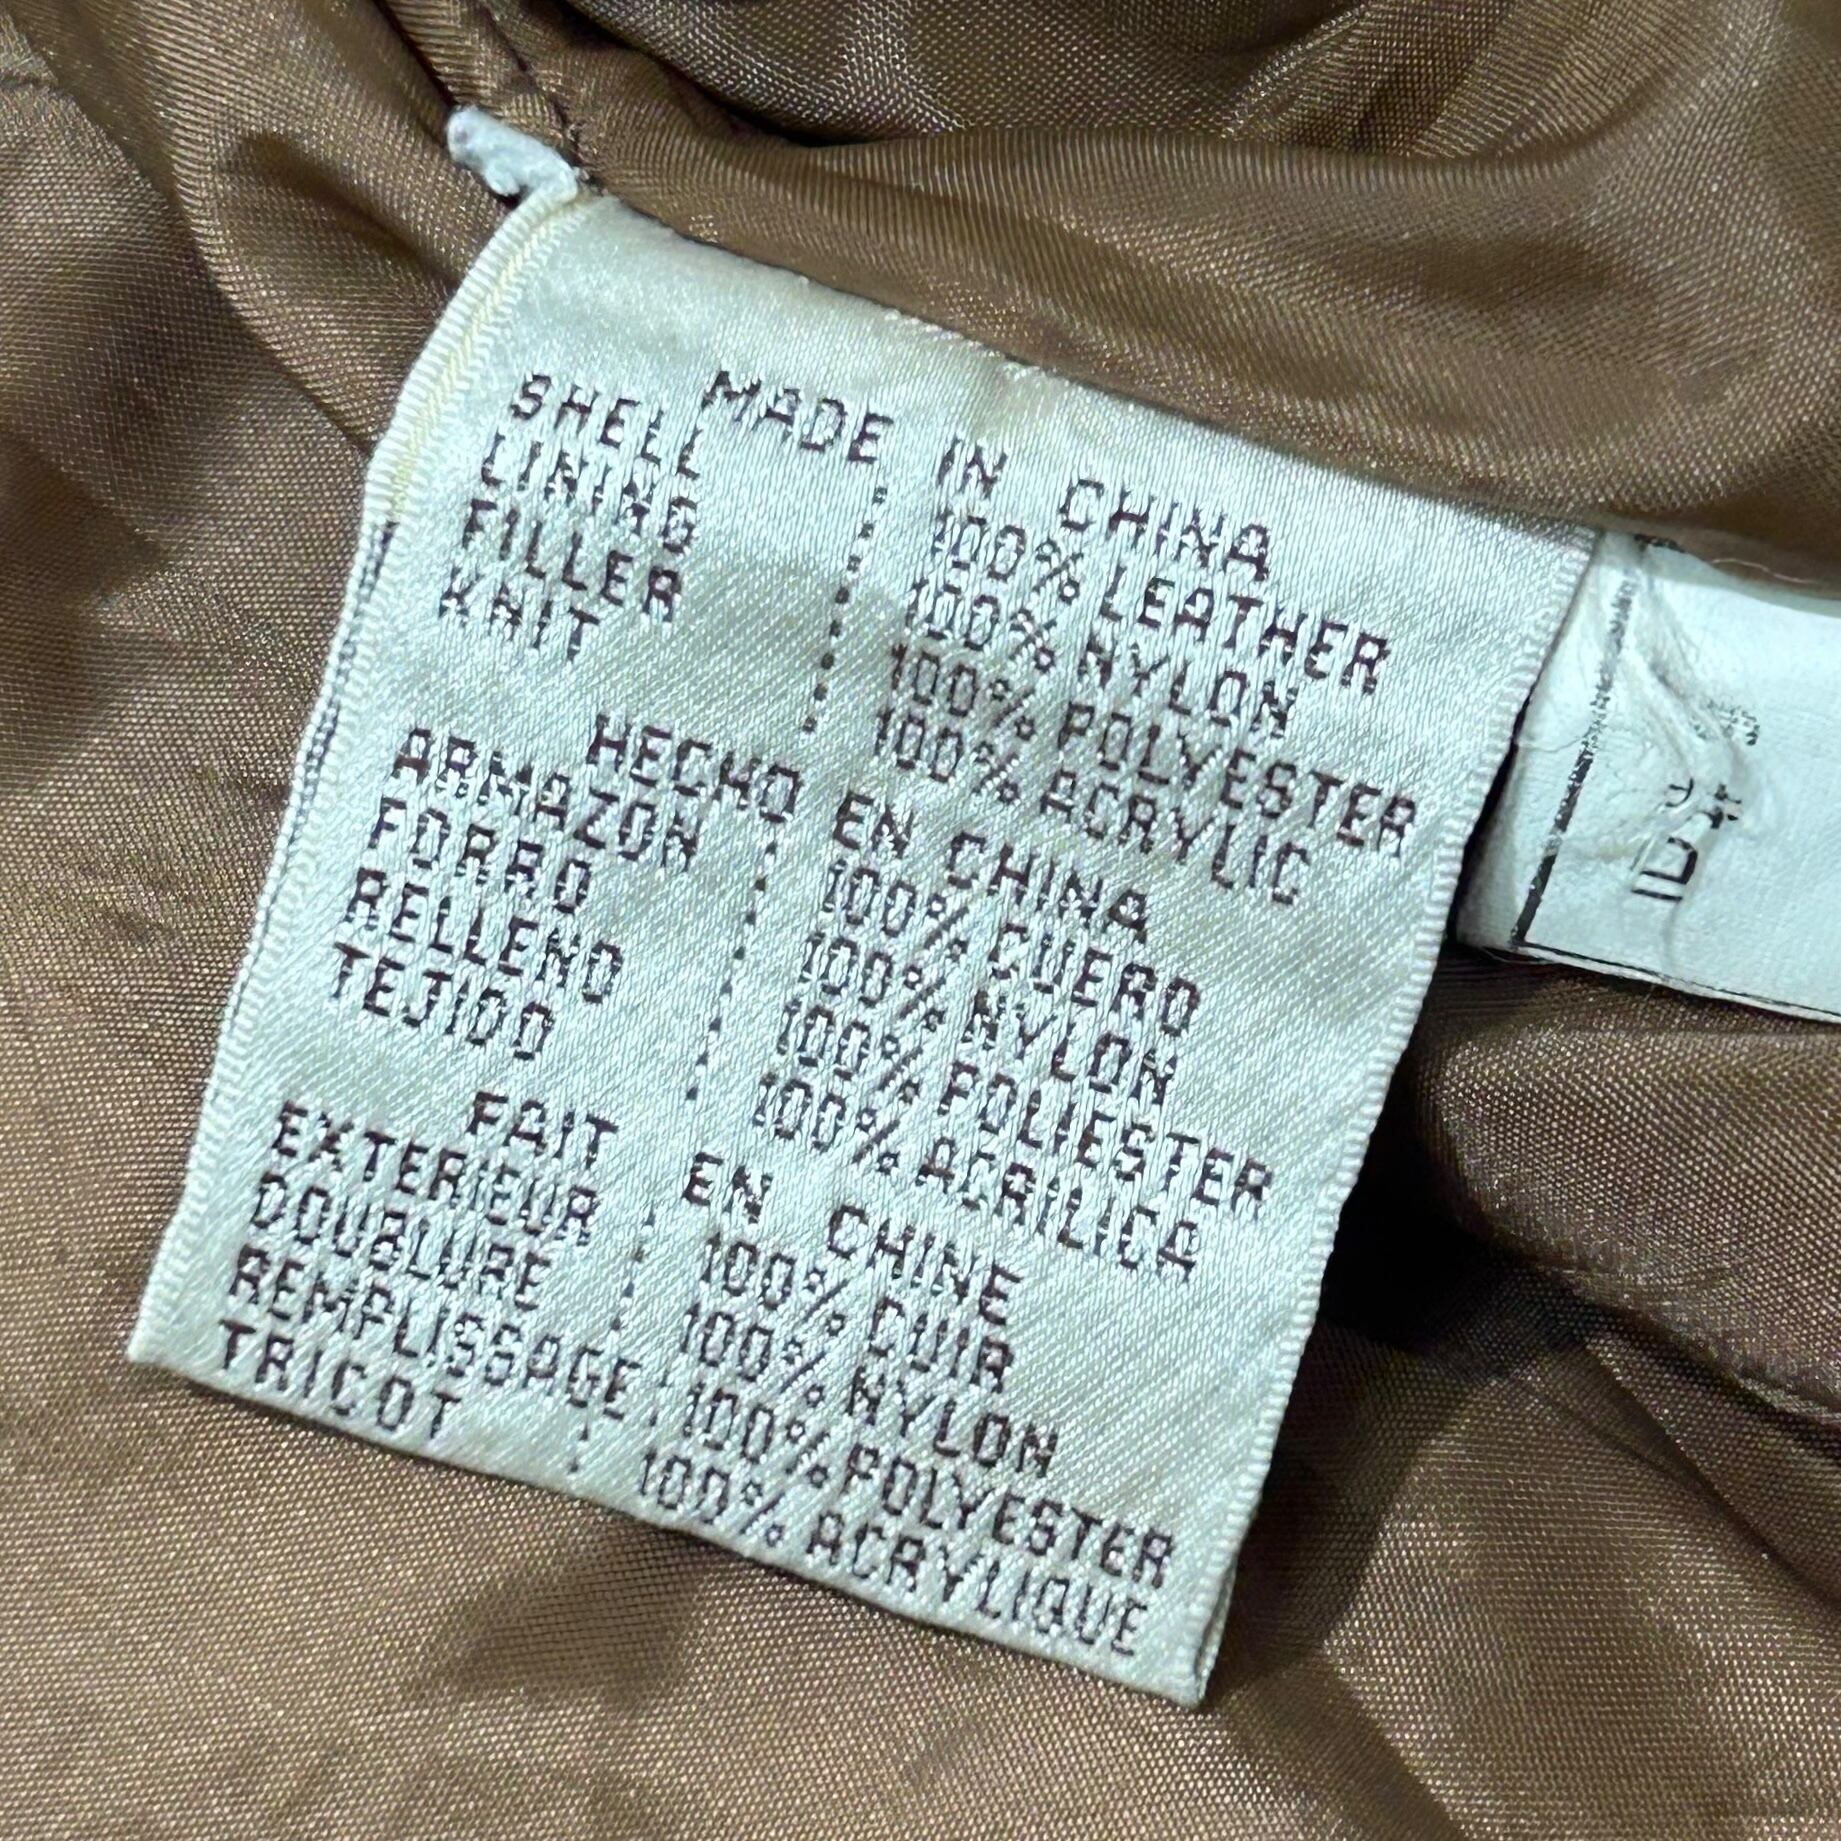 MADE IN CHINA
SHELL : 100% LEATHER
LINING : 100% NYLON
FILLER : 100% POLYESTER
KNIT : 100% ACRYLIC
HECHO EN CHINA
ARMAZON : 100% CUERO
FORRO : 100% NYLON
RELLENO : 100% POLIESTER
TEJIDO : 100% ACRILICA
FAIT EN CHINE
EXTERIEUR : 100% CUIR
DOUBLURE : 100% NYLON
REMPLISSAGE : 100% POLYESTER
TRICOT : 100% ACRYLIQUE